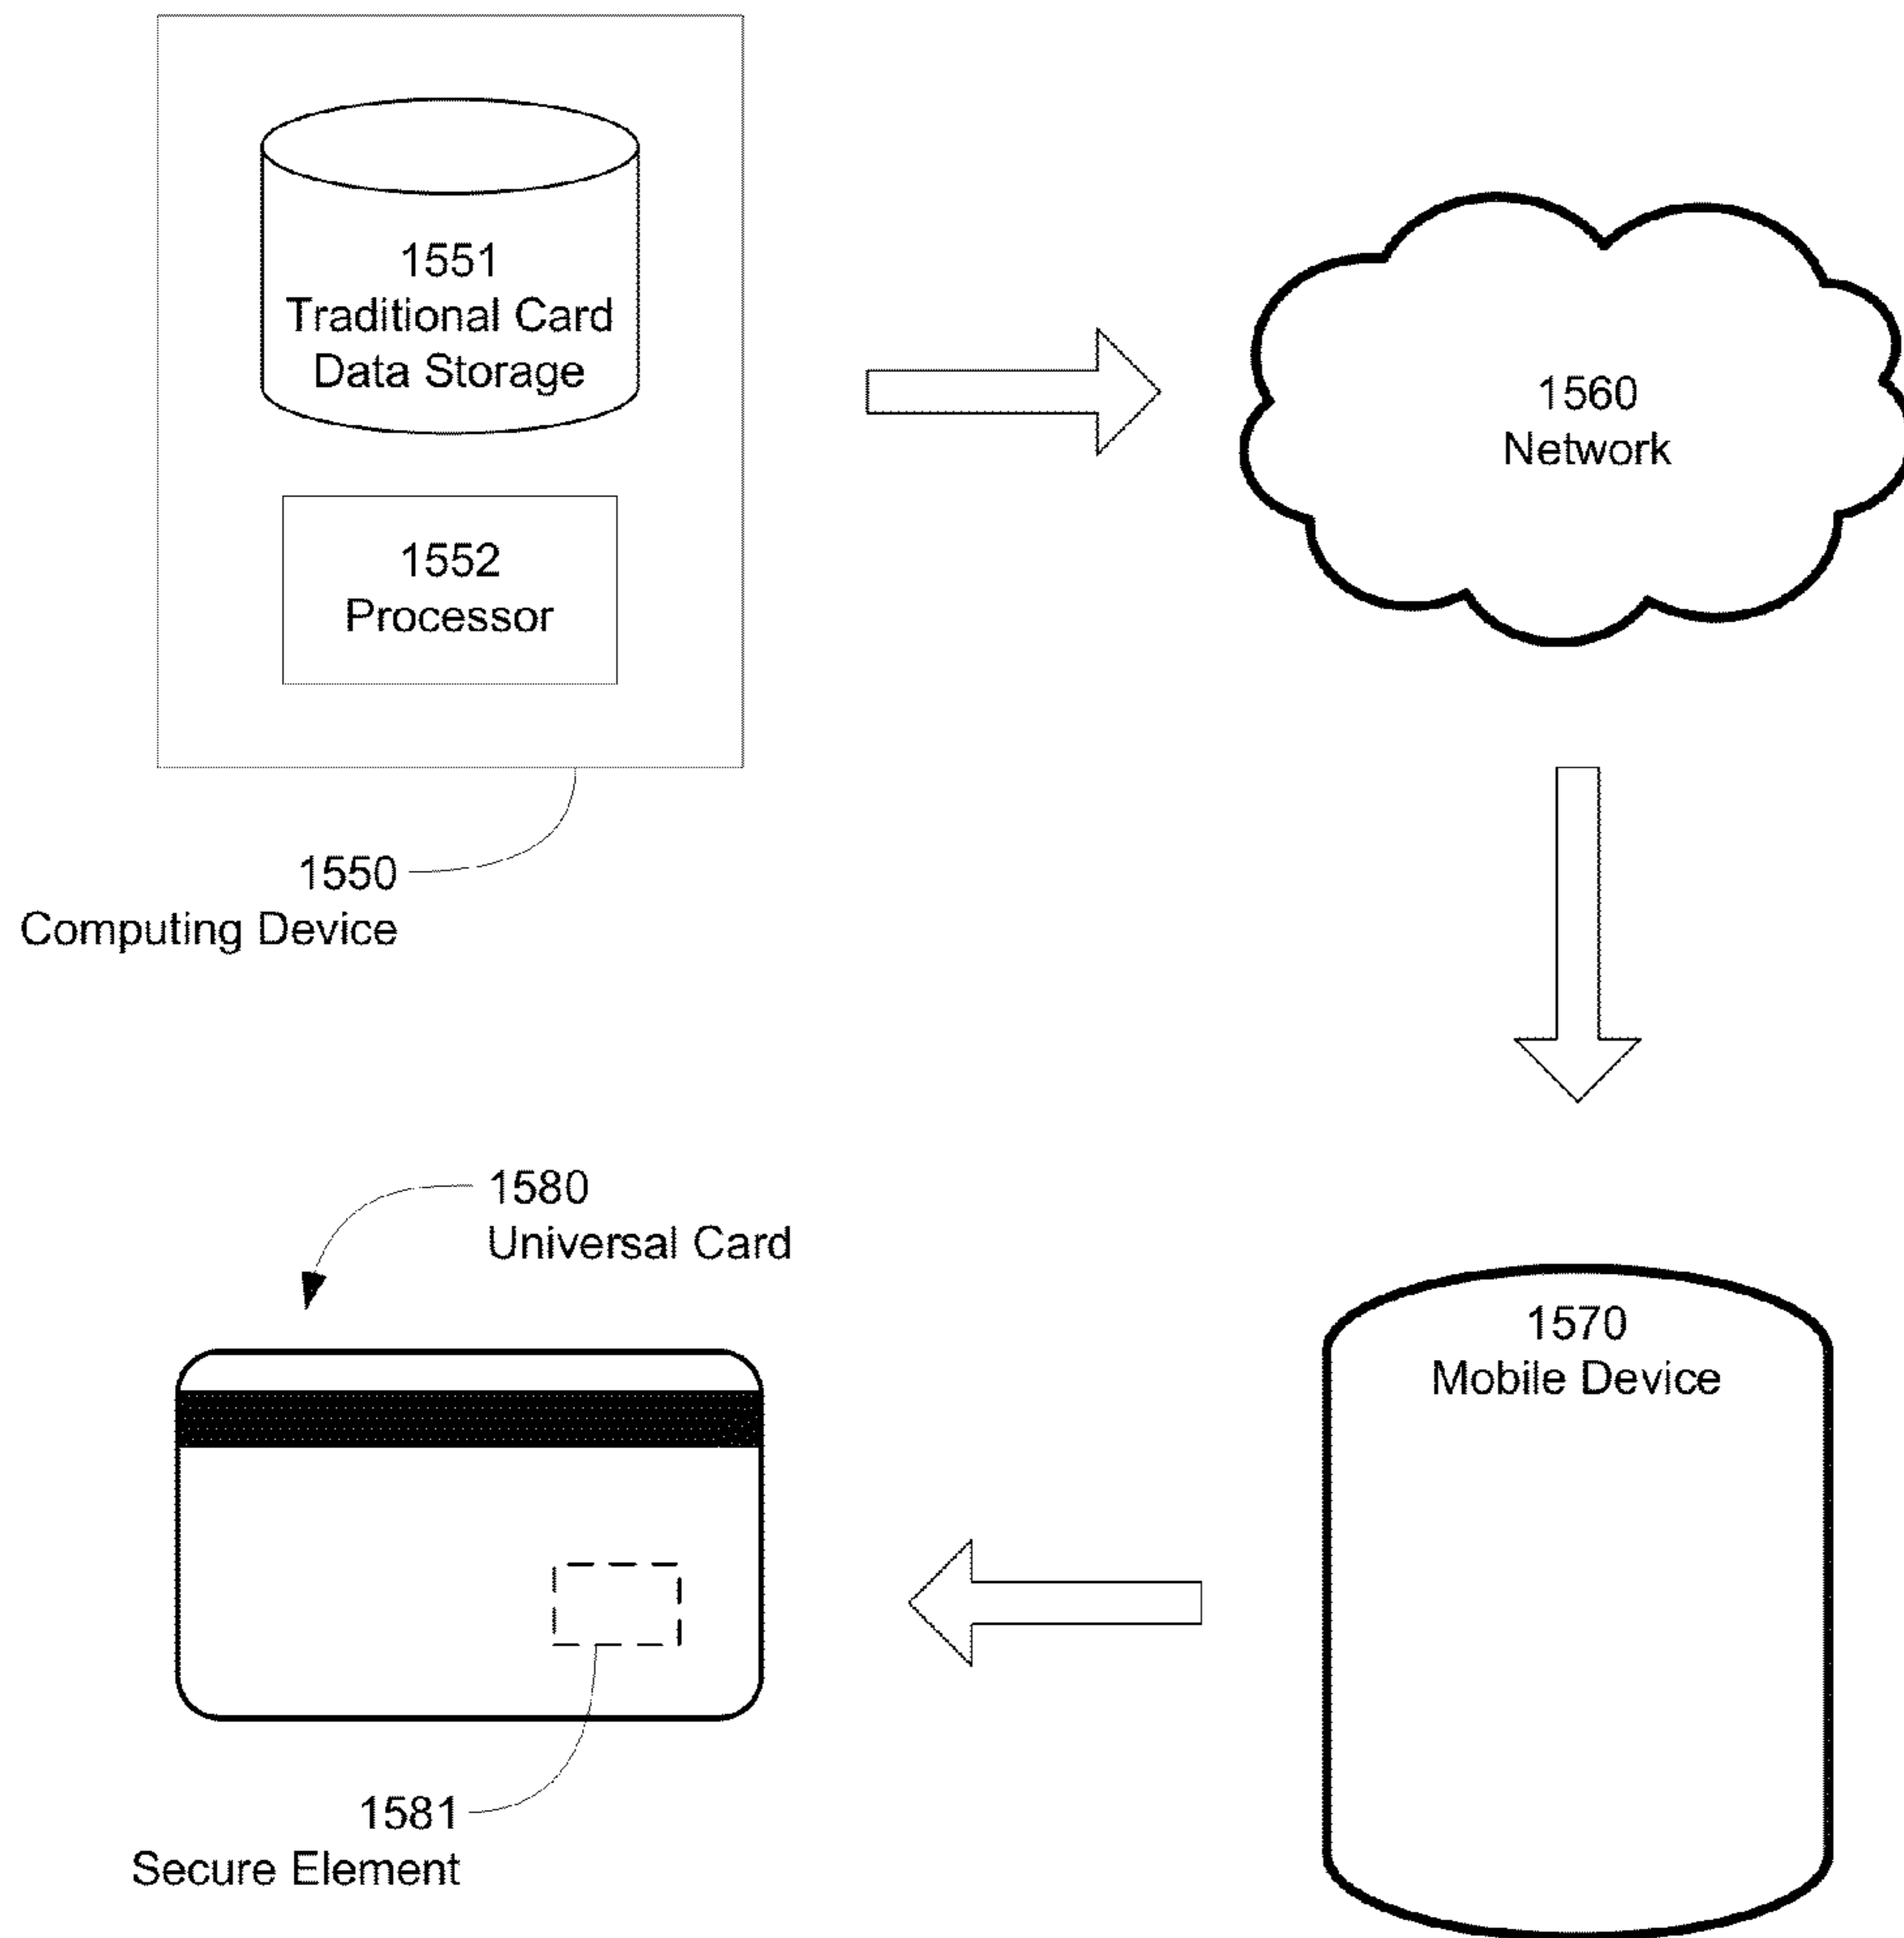 1551
Traditional Card
Data Storage
1552
Processor
1550
Computing Device
1560
Network
1570
Mobile Device
1580
Universal Card
1581
Secure Element